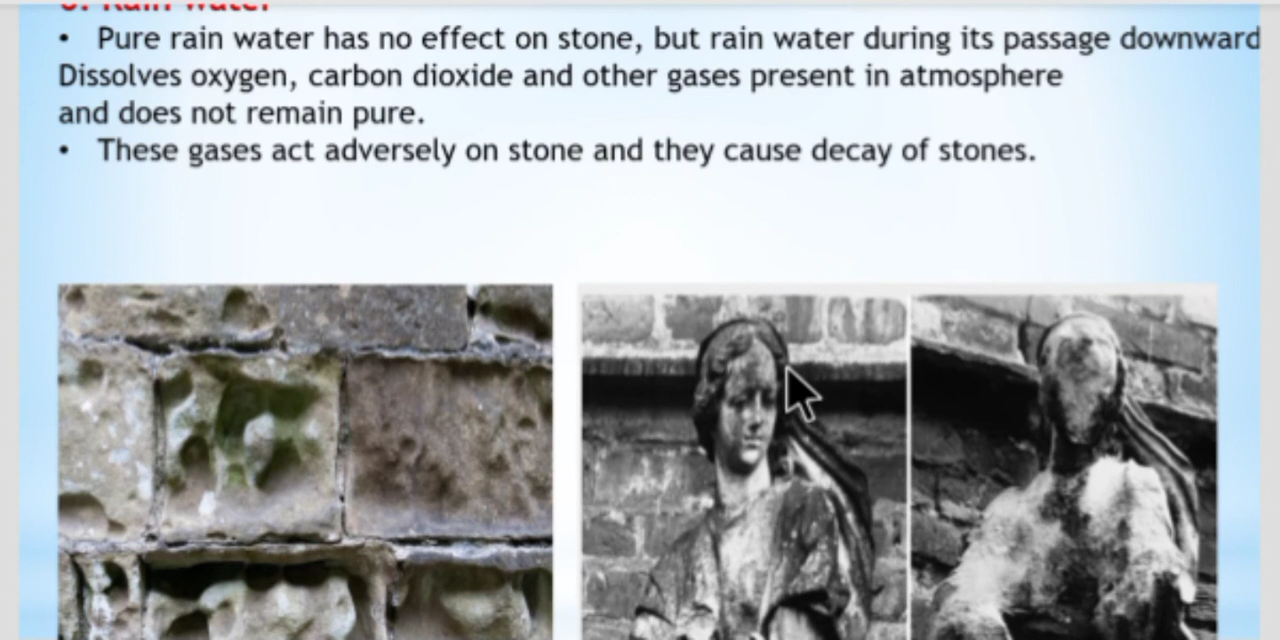 Rain water
• Pure rain water has no effect on stone, but rain water during its passage downward
Dissolves oxygen, carbon dioxide and other gases present in atmosphere
and does not remain pure.
• These gases act adversely on stone and they cause decay of stones.